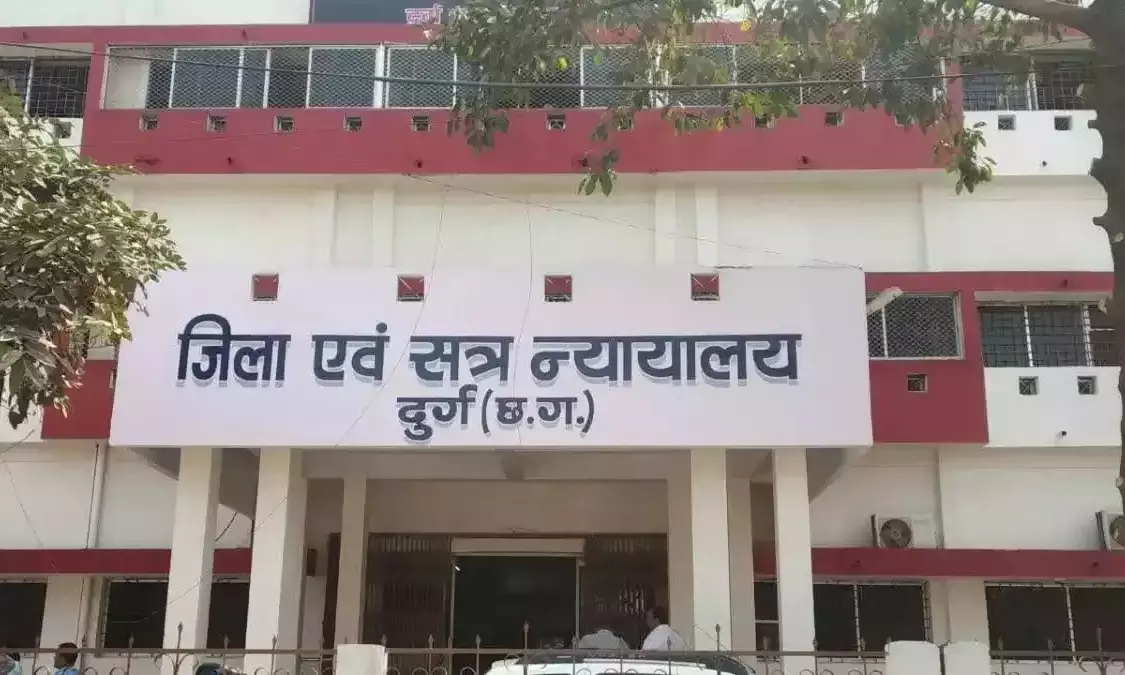 जिला एवं सत्र न्यायालय
दुर्ग (छ.ग.)